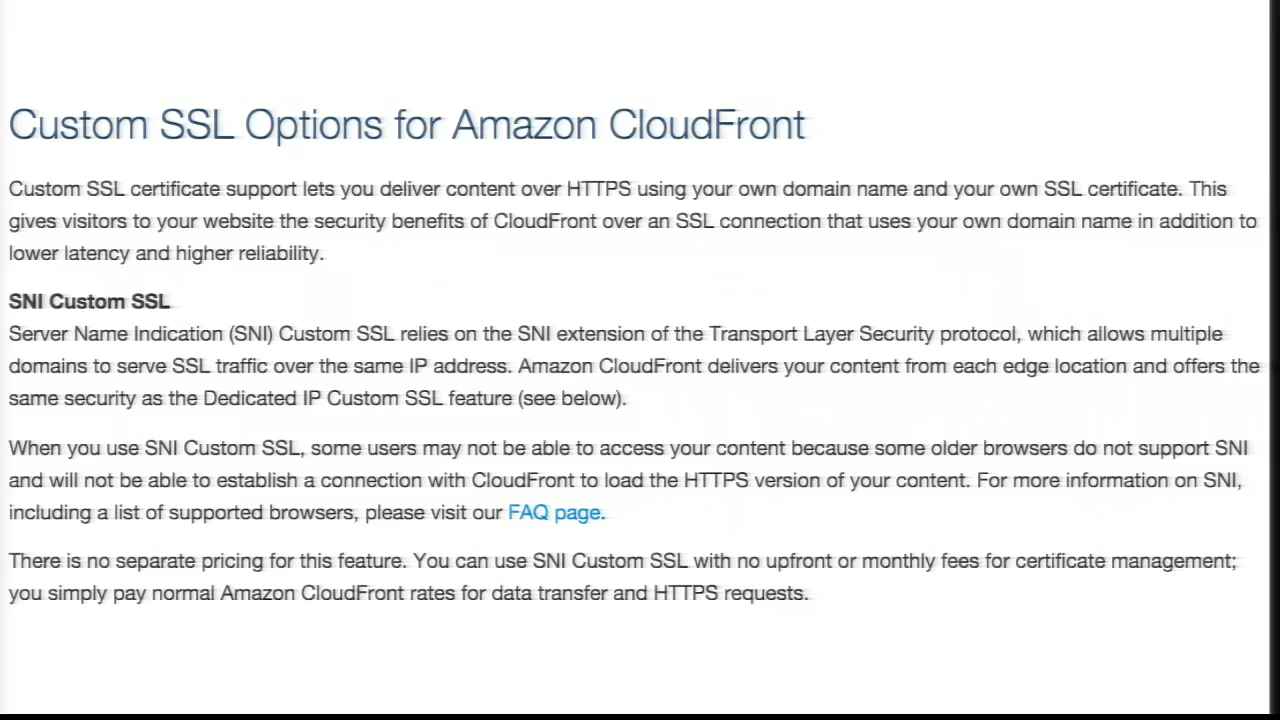 Custom SSL Options for Amazon CloudFront
Custom SSL certificate support lets you deliver content over HTTPS using your own domain name and your own SSL certificate. This
gives visitors to your website the security benefits of CloudFront over an SSL connection that uses your own domain name in addition to
lower latency and higher reliability.
SNI Custom SSL
Server Name Indication (SNI) Custom SSL relies on the SNI extension of the Transport Layer Security protocol, which allows multiple
domains to serve SSL traffic over the same IP address. Amazon CloudFront delivers your content from each edge location and offers the
same security as the Dedicated IP Custom SSL feature (see below).
When you use SNI Custom SSL, some users may not be able to access your content because some older browsers do not support SNI
and will not be able to establish a connection with CloudFront to load the HTTPS version of your content. For more information on SNI,
including a list of supported browsers, please visit our FAQ page.
There is no separate pricing for this feature. You can use SNI Custom SSL with no upfront or monthly fees for certificate management;
you simply pay normal Amazon CloudFront rates for data transfer and HTTPS requests.